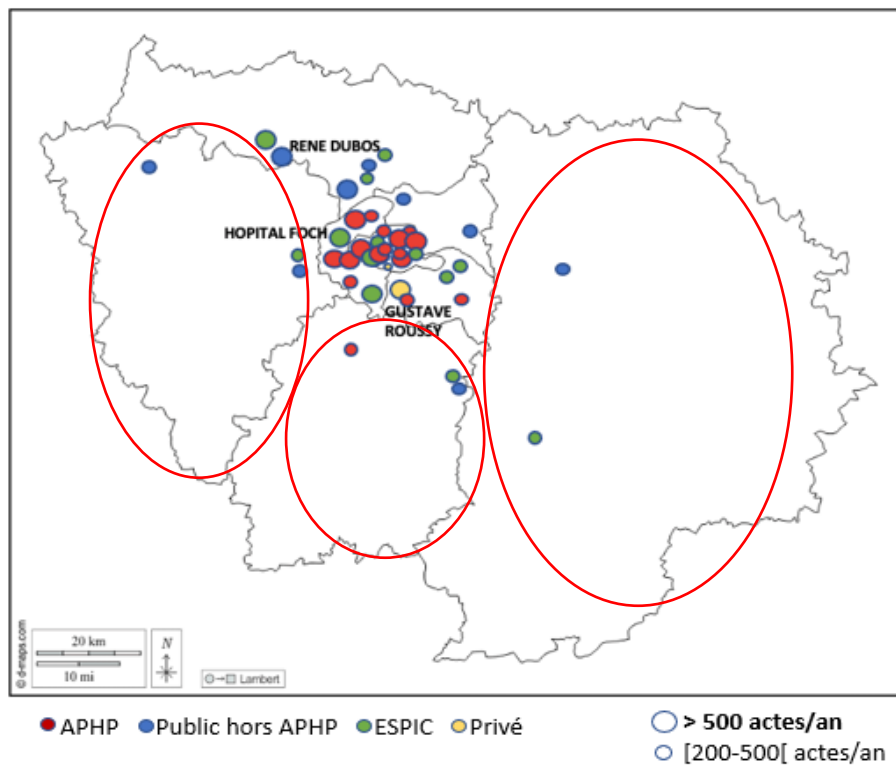 RENE DUBOS
HOPITAL FOCH
GUSTAVE
ROUSSY
© d-maps.com
20 km
10 mi
N
Lambert
APHP
Public hors APHP
ESPIC
Privé
> 500 actes/an
[200-500[ actes/an